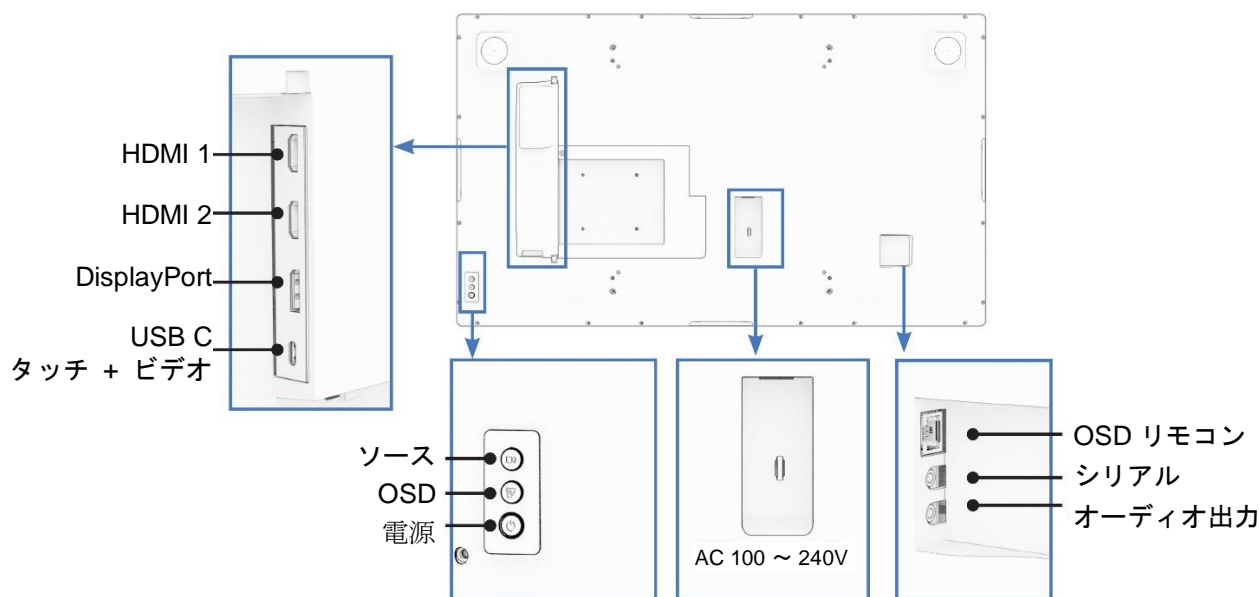 HDMI 1
HDMI 2
DisplayPort
USB C
タッチ + ビデオ
ソース
OSD
電源
AC 100 ～ 240V
OSD リモコン
シリアル
オーディオ出力